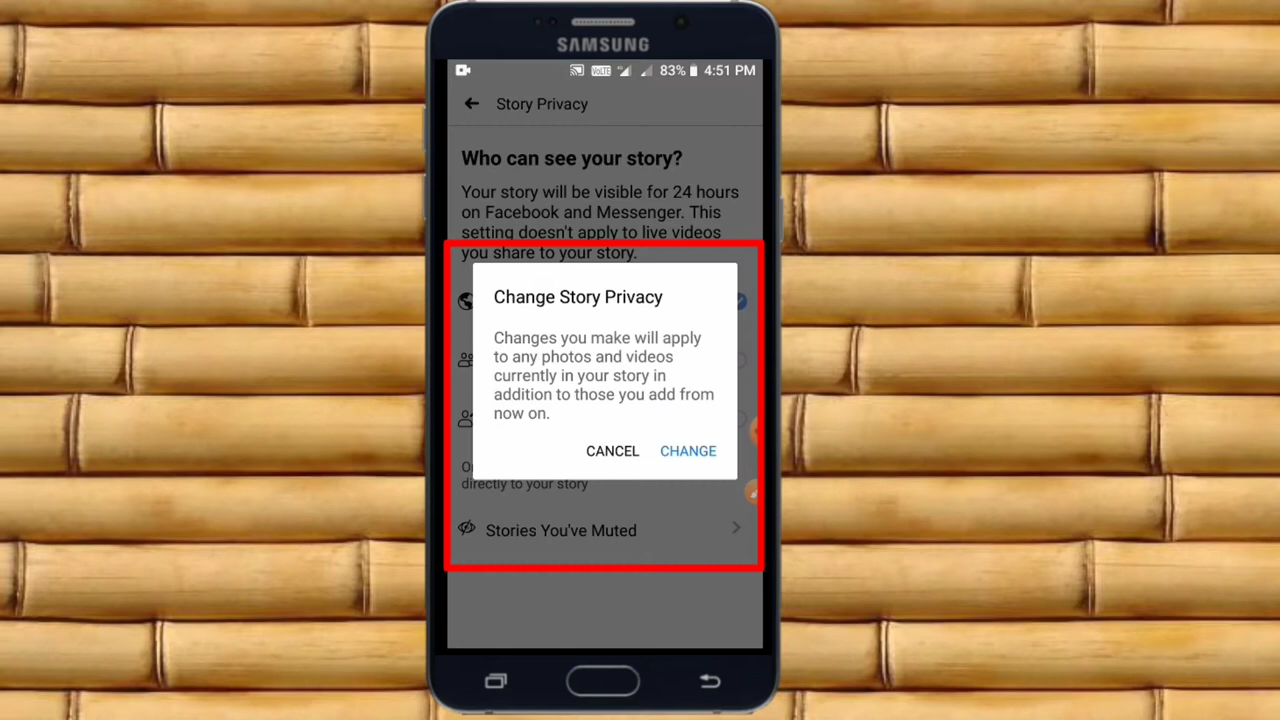 SAMSUNG
VoLTE 83% 4:51 PM
Story Privacy
Who can see your story?
Your story will be visible for 24 hours
on Facebook and Messenger. This
setting doesn't apply to live videos
you share to your story.
Change Story Privacy
Changes you make will apply
to any photos and videos
currently in your story in
addition to those you add from
now on.
CANCEL CHANGE
directly to your story
Stories You've Muted